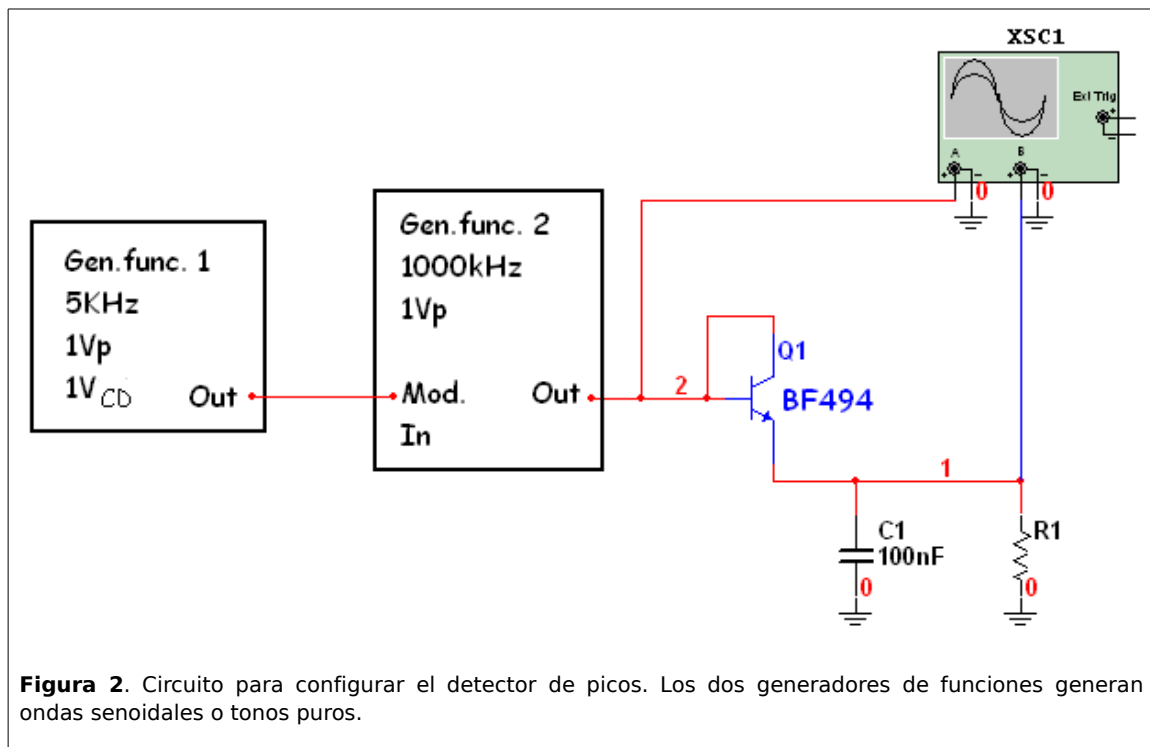 XSC1
Ext Trig
+
-
A
B
+
-
+
-
0
0
Gen.func. 1
5KHz
1Vp
1V CD
Out
Gen.func. 2
1000kHz
1Vp
Mod.
In
Out
2
Q1
BF494
1
C1
100nF
0
R1
0
Figura 2. Circuito para configurar el detector de picos. Los dos generadores de funciones generan
ondas senoidales o tonos puros.